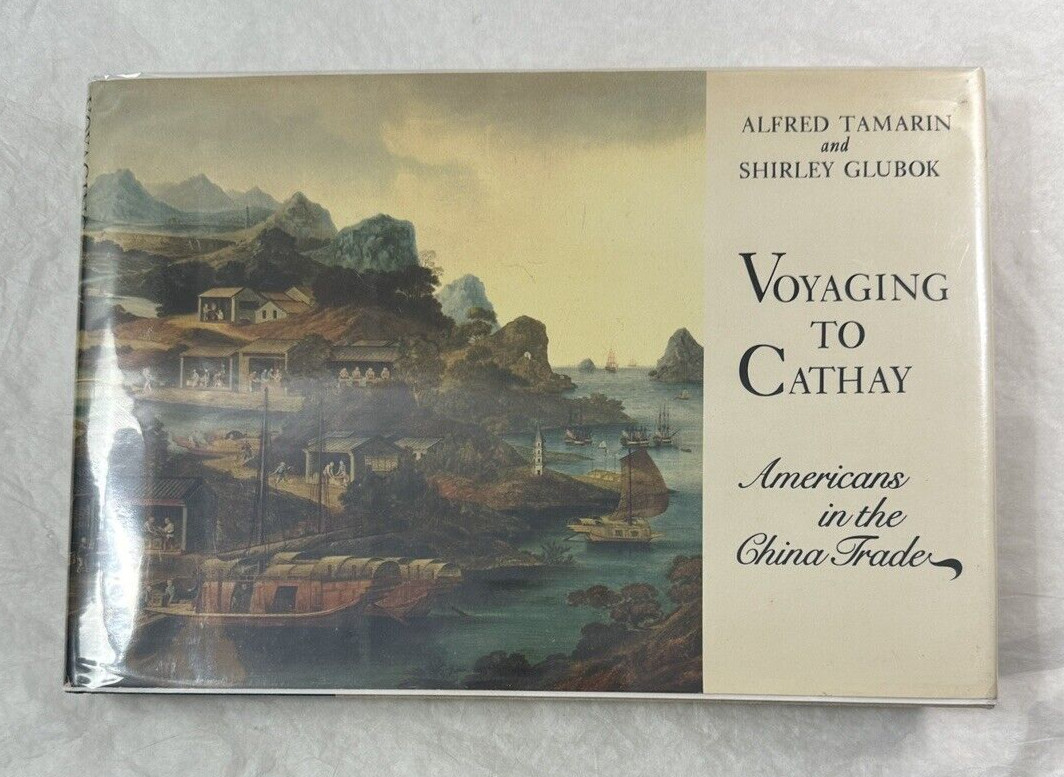 ALFRED TAMARIN
and
SHIRLEY GLUBOK
VOYAGING
TO
CATHAY
Americans
in the
China Trade